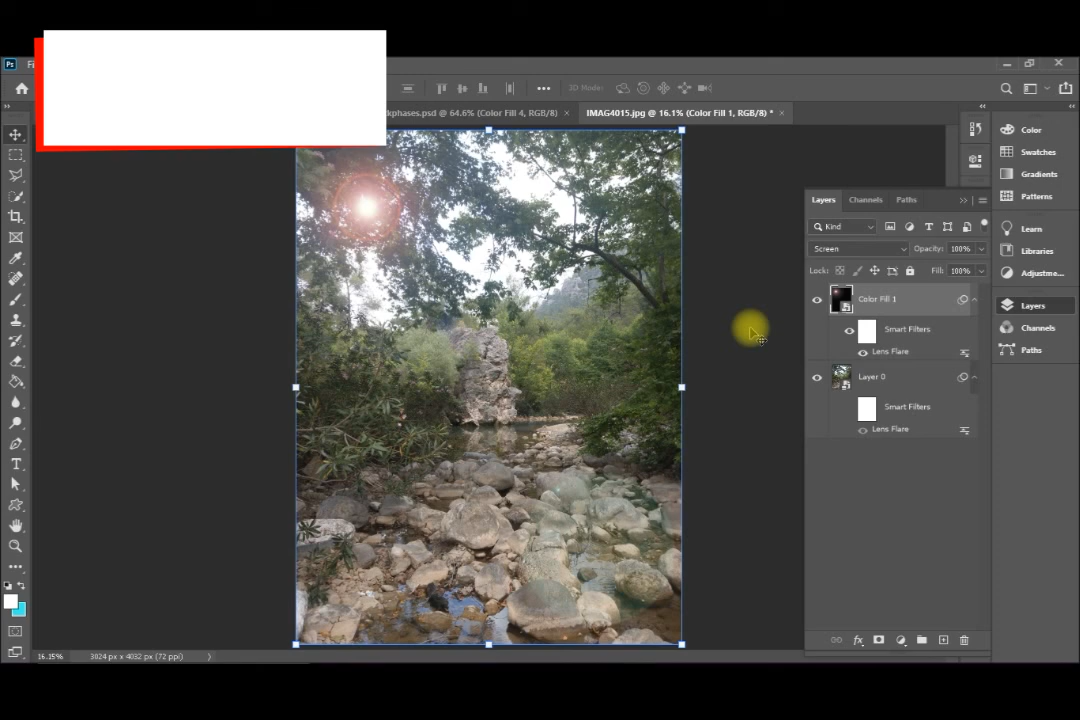 Ps Fi
3D Mode:
kphases.psd @ 64.6% (Color Fill 4, RGB/8) ×
IMAG4015.jpg @ 16.1% (Color Fill 1, RGB/8) * ×
Color
Swatches
Gradients
Patterns
Learn
Libraries
Adjustme...
Layers
Channels
Paths
Layers Channels Paths
Kind
Screen Opacity: 100%
Lock: Fill: 100%
Color Fill 1
Smart Filters
Lens Flare
Layer 0
Smart Filters
Lens Flare
fx
16.15% 3024 px x 4032 px (72 ppi)